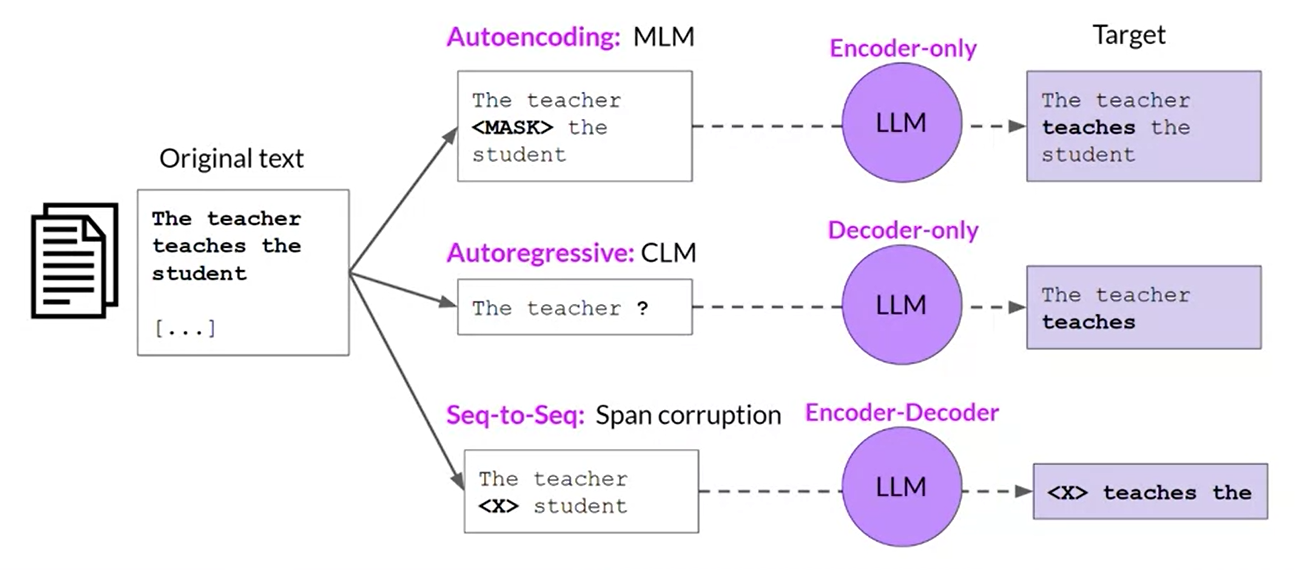 Original text
The teacher
teaches the
student
[...]
Autoencoding: MLM
The teacher
<MASK> the
student
Encoder-only
LLM
Target
The teacher
teaches the
student
Autoregressive: CLM
The teacher ?
Decoder-only
LLM
The teacher
teaches
Seq-to-Seq: Span corruption
The teacher
<X> student
Encoder-Decoder
LLM
<X> teaches the